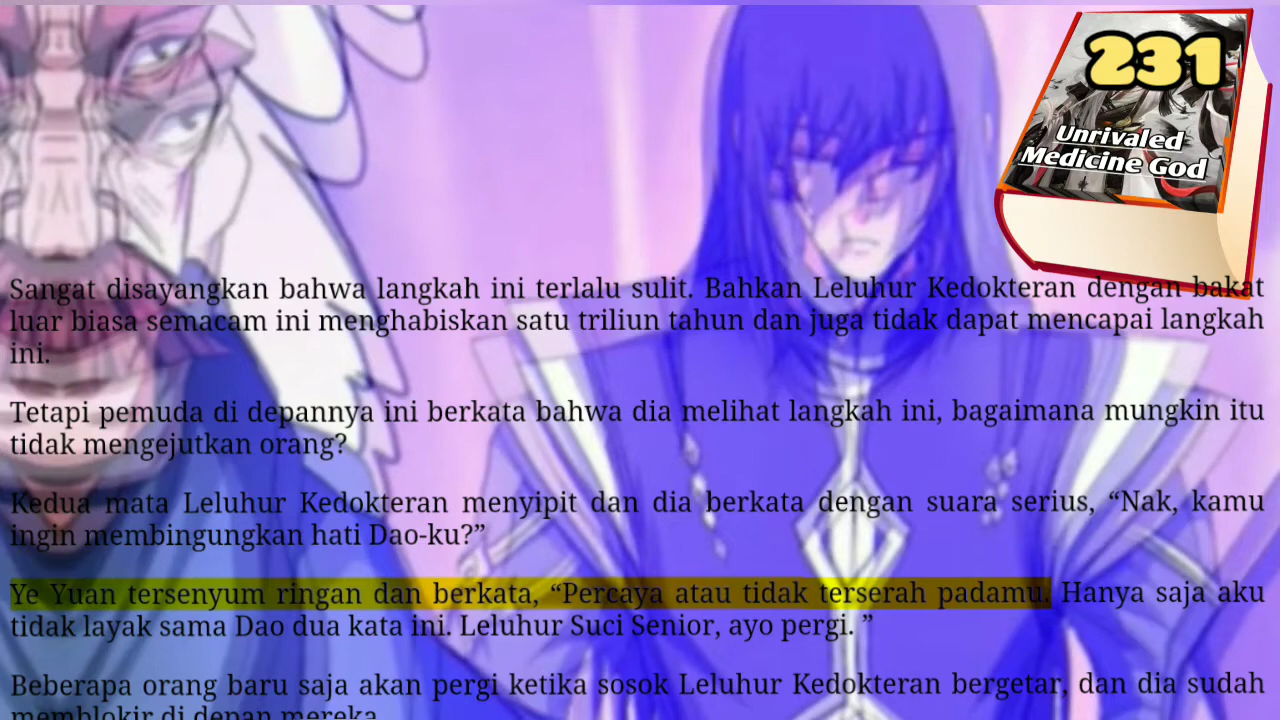 231
Unrivaled
Medicine God
Sangat disayangkan bahwa langkah ini terlalu sulit. Bahkan Leluhur Kedokteran dengan bakat
luar biasa semacam ini menghabiskan satu triliun tahun dan juga tidak dapat mencapai langkah
ini.
Tetapi pemuda di depannya ini berkata bahwa dia melihat langkah ini, bagaimana mungkin itu
tidak mengejutkan orang?
Kedua mata Leluhur Kedokteran menyipit dan dia berkata dengan suara serius, “Nak, kamu
ingin membingungkan hati Dao-ku?”
Ye Yuan tersenyum ringan dan berkata, “Percaya atau tidak terserah padamu. Hanya saja aku
tidak layak sama Dao dua kata ini. Leluhur Suci Senior, ayo pergi. ”
Beberapa orang baru saja akan pergi ketika sosok Leluhur Kedokteran bergetar, dan dia sudah
memblokir di depan mereka.